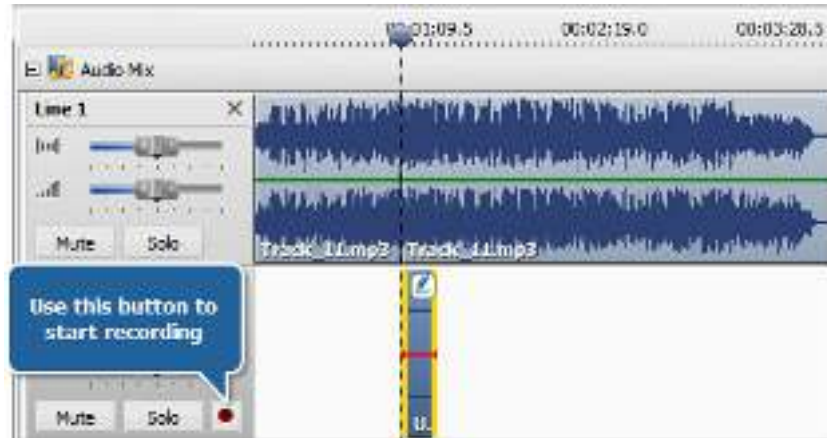 00:01:09.5 00:02:19.0 00:03:28.5
Audio Mix
Line 1
Mute Solo
Track_11.mp3 Track_11.mp3
Use this button to
start recording
Mute Solo
U.